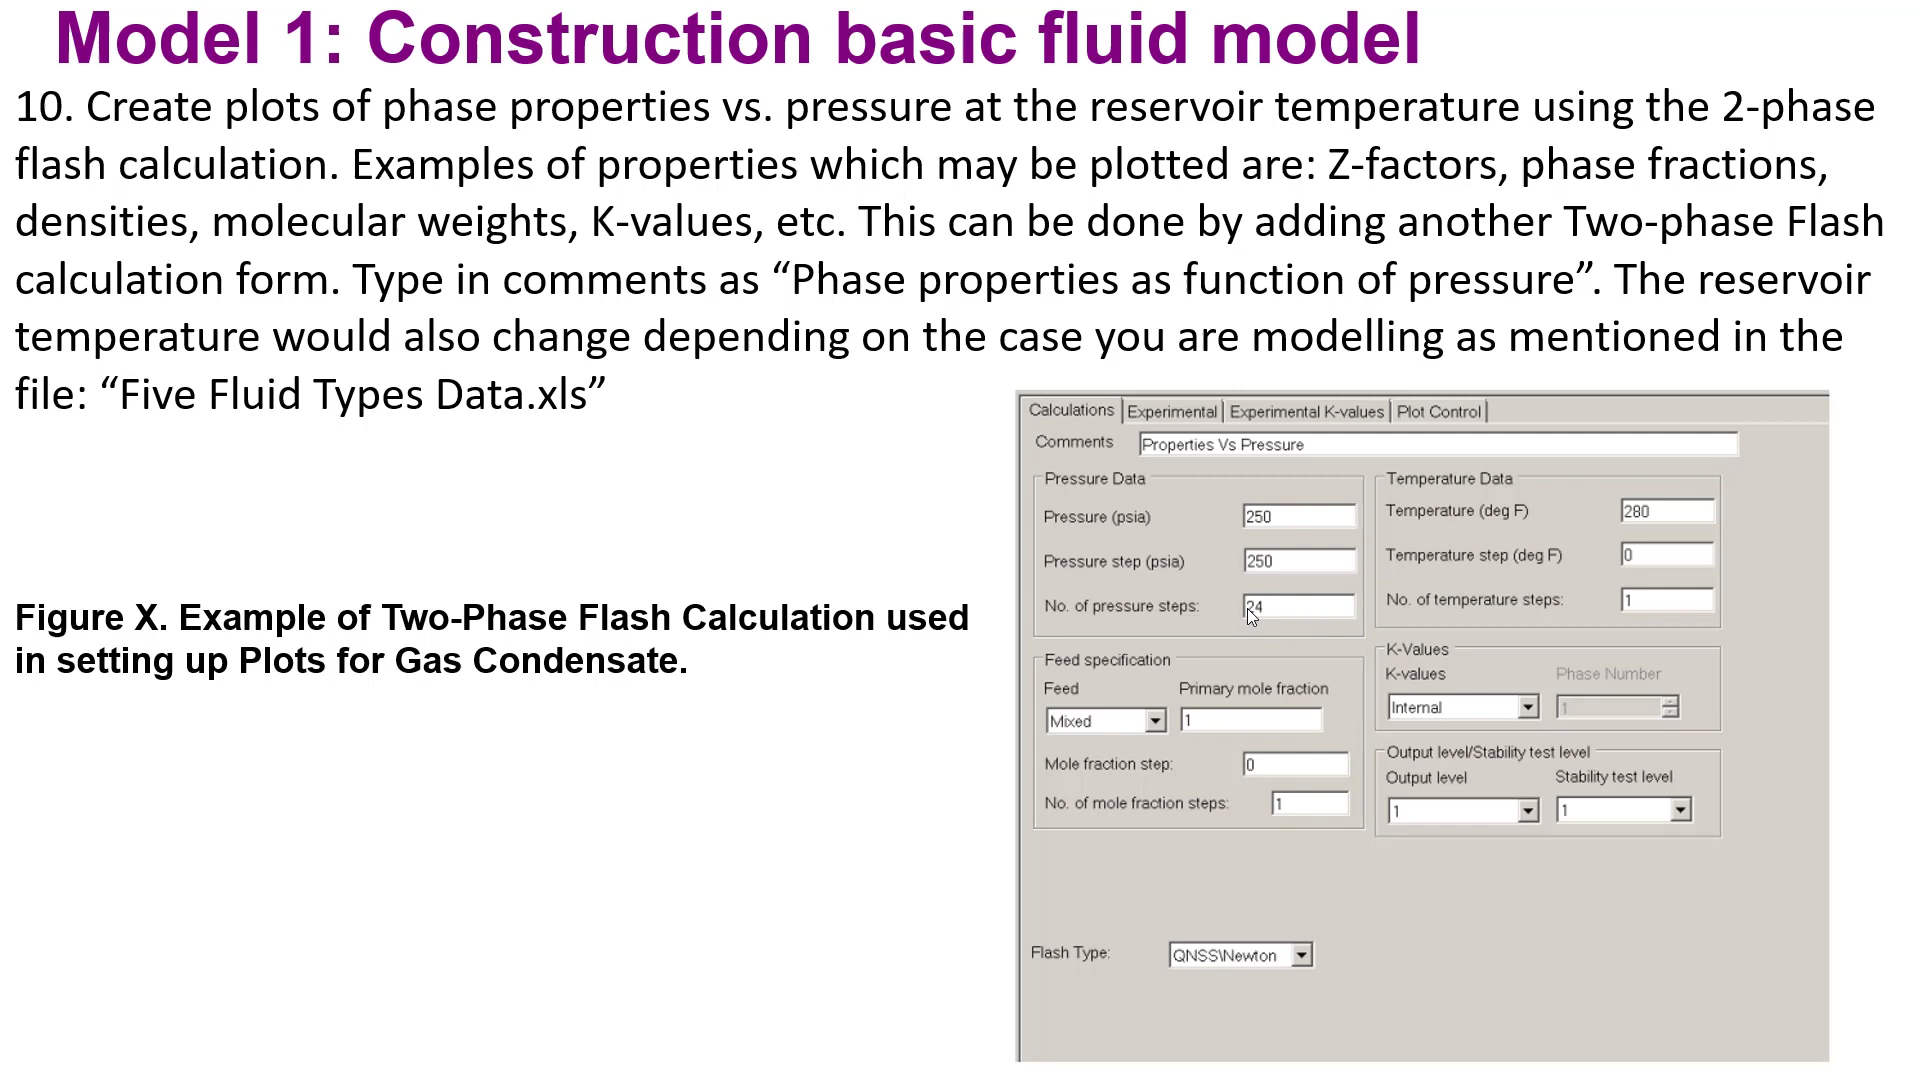 Model 1: Construction basic fluid model
10. Create plots of phase properties vs. pressure at the reservoir temperature using the 2-phase
flash calculation. Examples of properties which may be plotted are: Z-factors, phase fractions,
densities, molecular weights, K-values, etc. This can be done by adding another Two-phase Flash
calculation form. Type in comments as “Phase properties as function of pressure”. The reservoir
temperature would also change depending on the case you are modelling as mentioned in the
file: “Five Fluid Types Data.xls”
Figure X. Example of Two-Phase Flash Calculation used
in setting up Plots for Gas Condensate.
Calculations Experimental Experimental K-values Plot Control
Comments Properties Vs Pressure
Pressure Data
Pressure (psia) 250
Pressure step (psia) 250
No. of pressure steps: 24
Temperature Data
Temperature (deg F) 280
Temperature step (deg F) 0
No. of temperature steps: 1
Feed specification
Feed Primary mole fraction
Mixed 1
Mole fraction step: 0
No. of mole fraction steps: 1
K-Values
K-values Phase Number
Internal 1
Output level/Stability test level
Output level Stability test level
1 1
Flash Type: QNSS\Newton